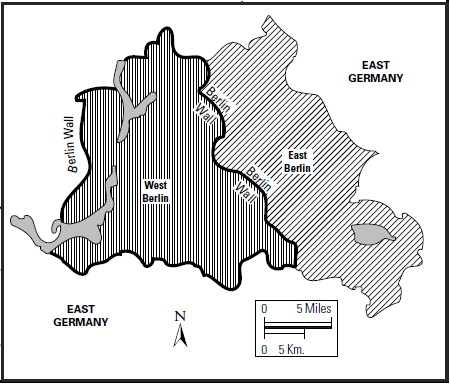 EAST
GERMANY
Berlin
Wall
Berlin Wall
East
Berlin
Berlin
Wall
West
Berlin
EAST
GERMANY
N
0 5 Miles
0 5 Km.